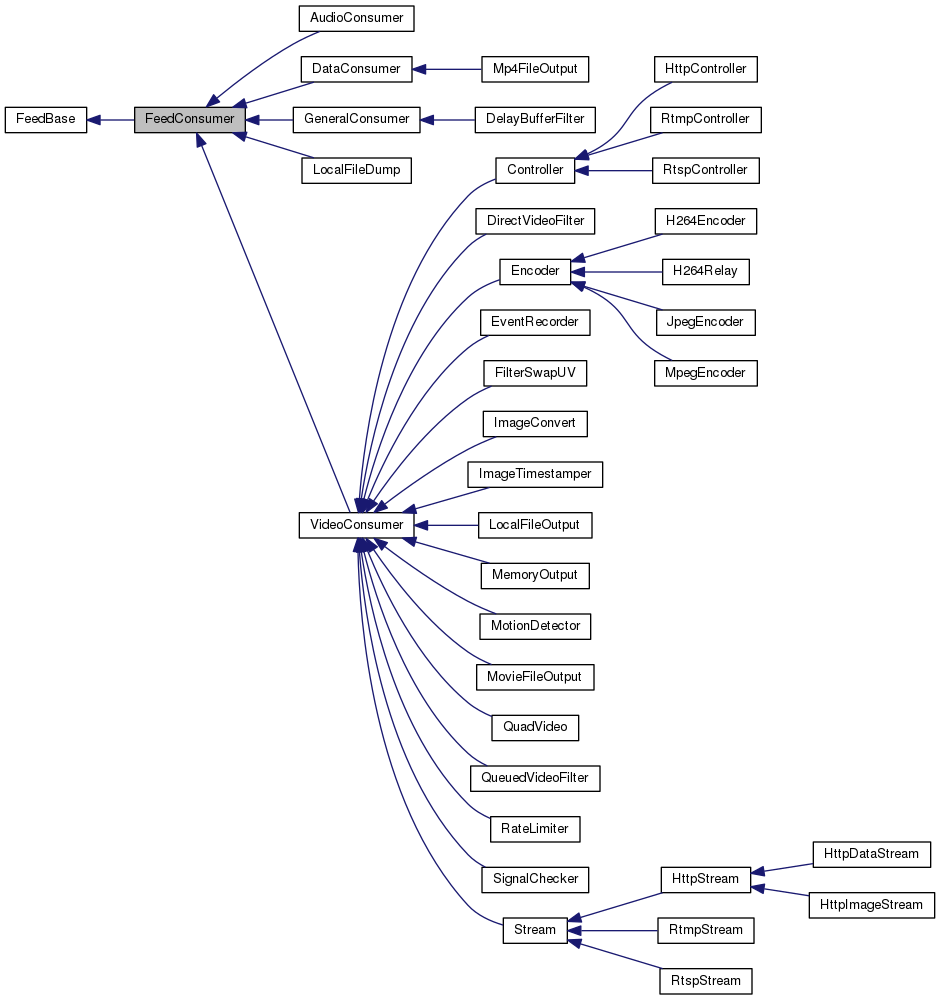 AudioConsumer
DataConsumer
Mp4FileOutput
HttpController
FeedBase
FeedConsumer
GeneralConsumer
DelayBufferFilter
RtmpController
LocalFileDump
Controller
RtspController
DirectVideoFilter
H264Encoder
Encoder
H264Relay
EventRecorder
JpegEncoder
FilterSwapUV
MpegEncoder
ImageConvert
ImageTimestamper
VideoConsumer
LocalFileOutput
MemoryOutput
MotionDetector
MovieFileOutput
QuadVideo
QueuedVideoFilter
RateLimiter
HttpDataStream
SignalChecker
HttpStream
HttpImageStream
Stream
RtmpStream
RtspStream